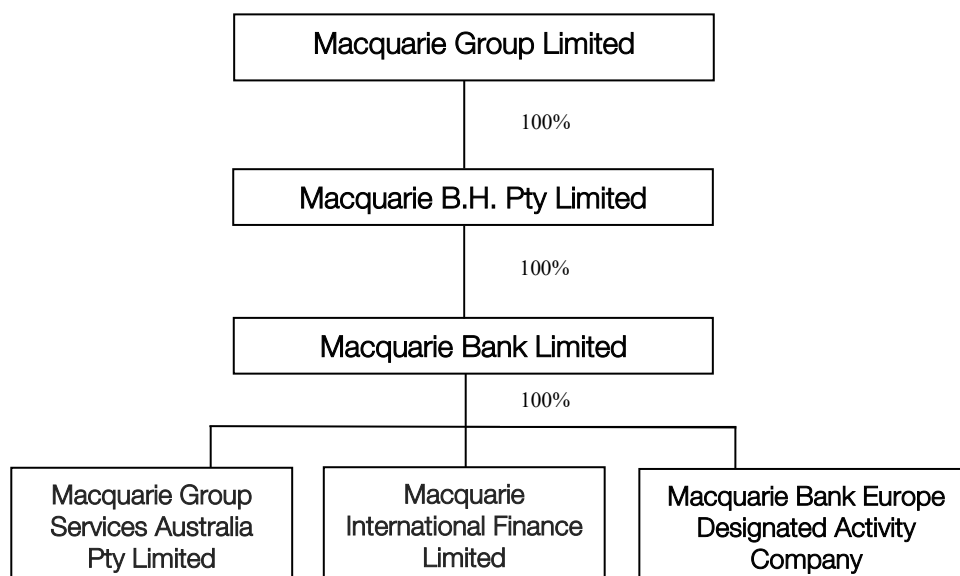 Macquarie Group Limited
100%
Macquarie B.H. Pty Limited
100%
Macquarie Bank Limited
100%
Macquarie Group
Services Australia
Pty Limited
Macquarie
International Finance
Limited
Macquarie Bank Europe
Designated Activity
Company